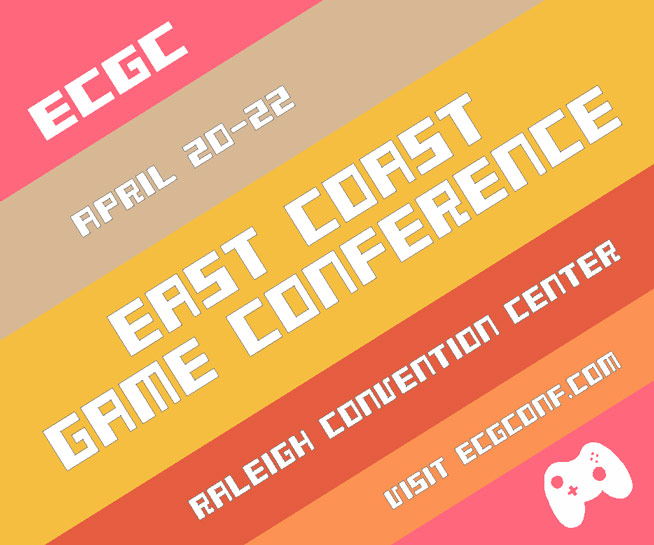 ECGC
APRIL 20-22
EAST COAST
GAME CONFERENCE
RALEIGH CONVENTION CENTER
VISIT ECGCONF.COM